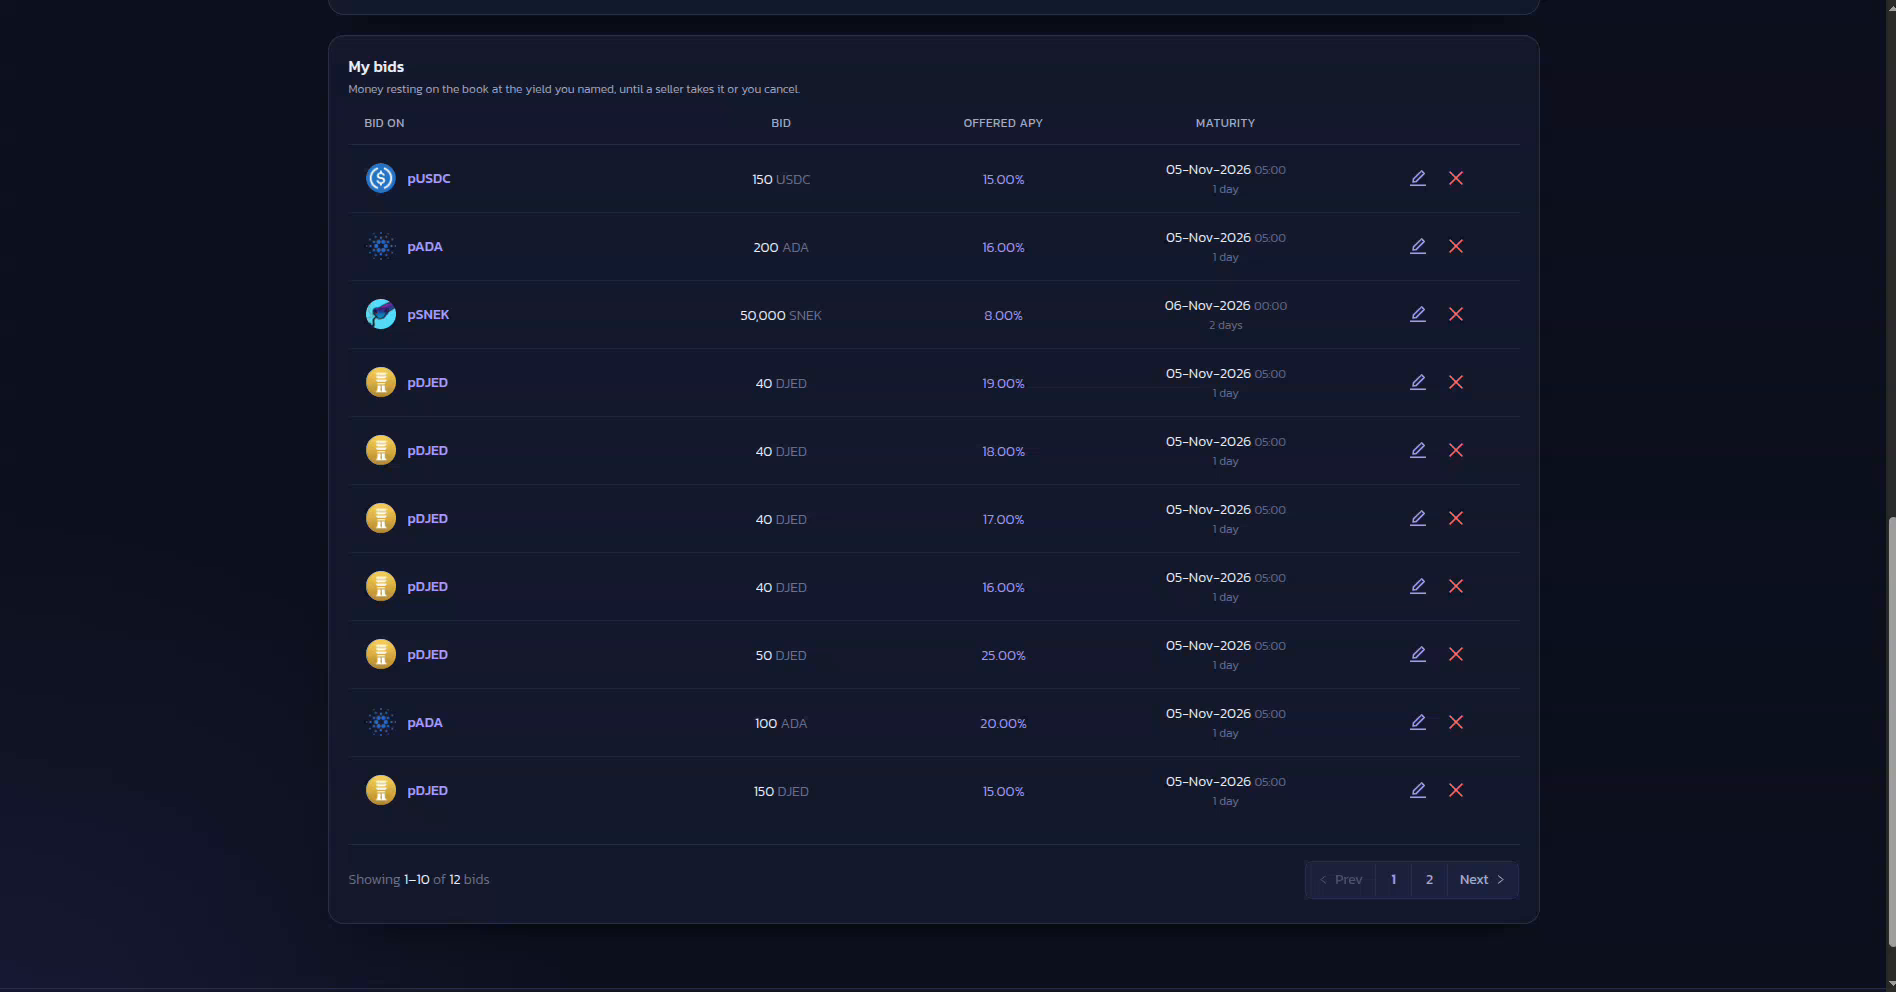 My bids
Money resting on the book at the yield you named, until a seller takes it or you cancel.
BID ON BID OFFERED APY MATURITY
pUSDC 150 USDC 15.00% 05-Nov-2026 05:00
1 day
pADA 200 ADA 16.00% 05-Nov-2026 05:00
1 day
pSNEK 50,000 SNEK 8.00% 06-Nov-2026 00:00
2 days
pDJED 40 DJED 19.00% 05-Nov-2026 05:00
1 day
pDJED 40 DJED 18.00% 05-Nov-2026 05:00
1 day
pDJED 40 DJED 17.00% 05-Nov-2026 05:00
1 day
pDJED 40 DJED 16.00% 05-Nov-2026 05:00
1 day
pDJED 50 DJED 25.00% 05-Nov-2026 05:00
1 day
pADA 100 ADA 20.00% 05-Nov-2026 05:00
1 day
pDJED 150 DJED 15.00% 05-Nov-2026 05:00
1 day
Showing 1–10 of 12 bids < Prev 1 2 Next >